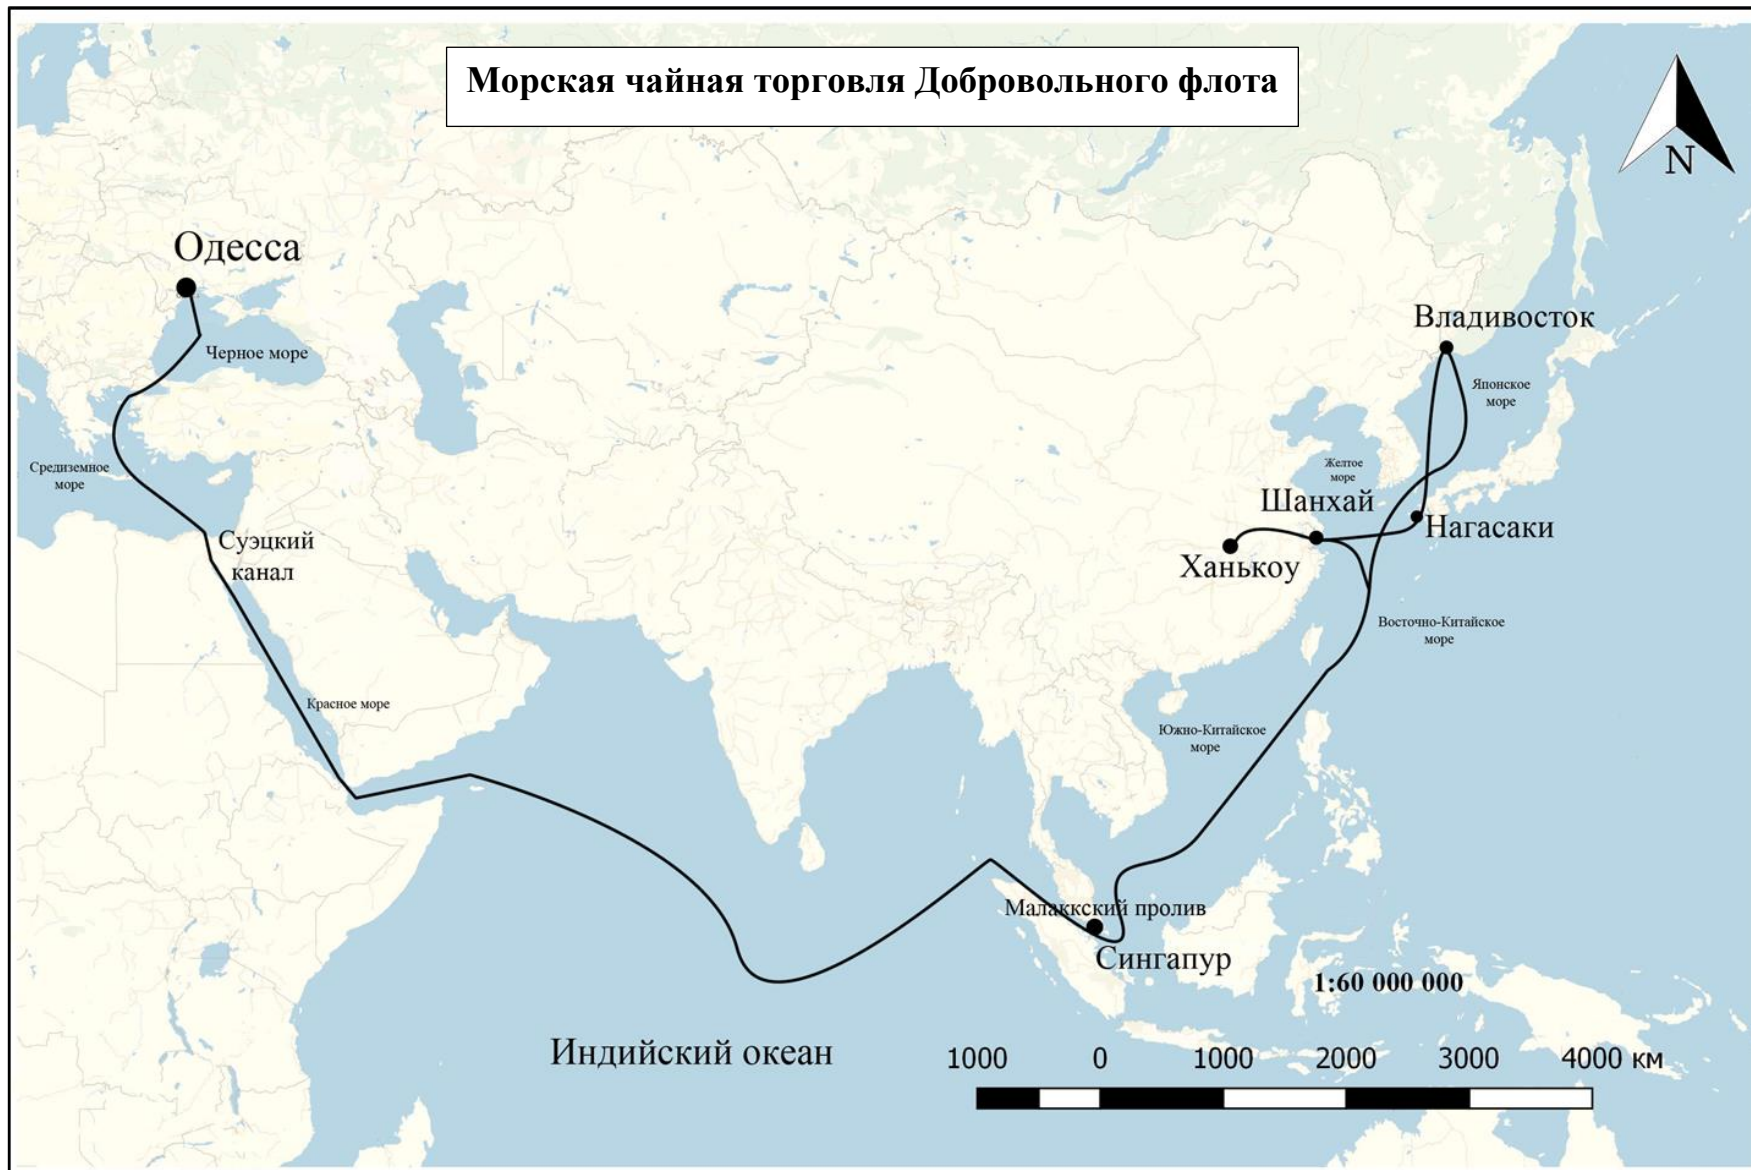 Морская чайная торговля Добровольного флота
N
Одесса
Черное море
Владивосток
Японское
море
Средиземное
море
Желтое
море
Шанхай
Нагасаки
Ханькоу
Суэцкий
канал
Восточно-Китайское
море
Красное море
Южно-Китайское
море
Малаккский пролив
Сингапур
1:60 000 000
Индийский океан
1000 0 1000 2000 3000 4000 км